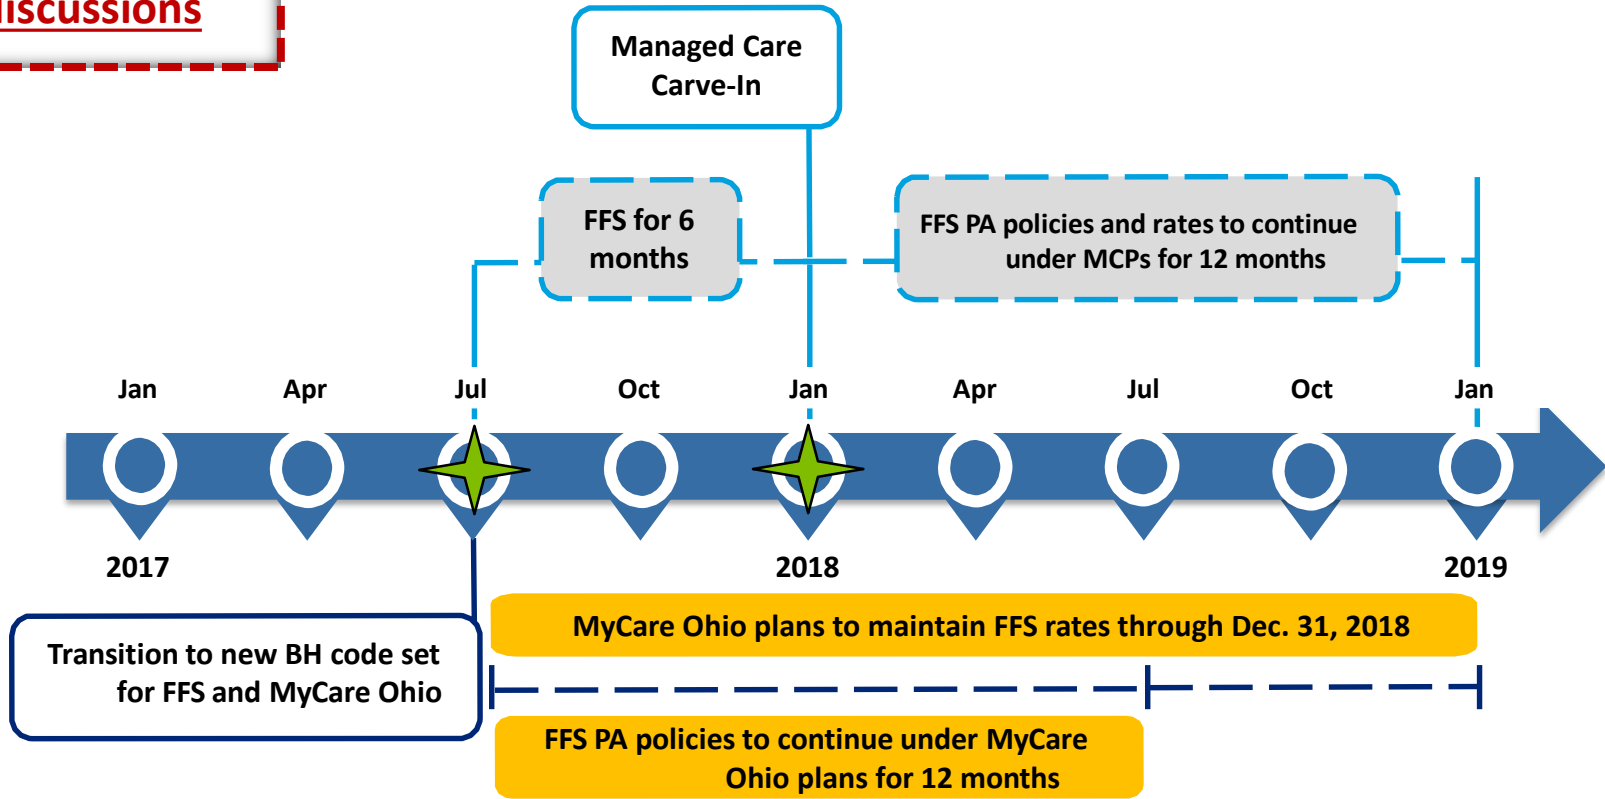 Managed Care
Carve-In
FFS for 6
months
FFS PA policies and rates to continue
under MCPs for 12 months
Jan
Apr
Jul
Oct
Jan
Apr
Jul
Oct
Jan
2017
2018
2019
Transition to new BH code set
for FFS and MyCare Ohio
MyCare Ohio plans to maintain FFS rates through Dec. 31, 2018
FFS PA policies to continue under MyCare
Ohio plans for 12 months